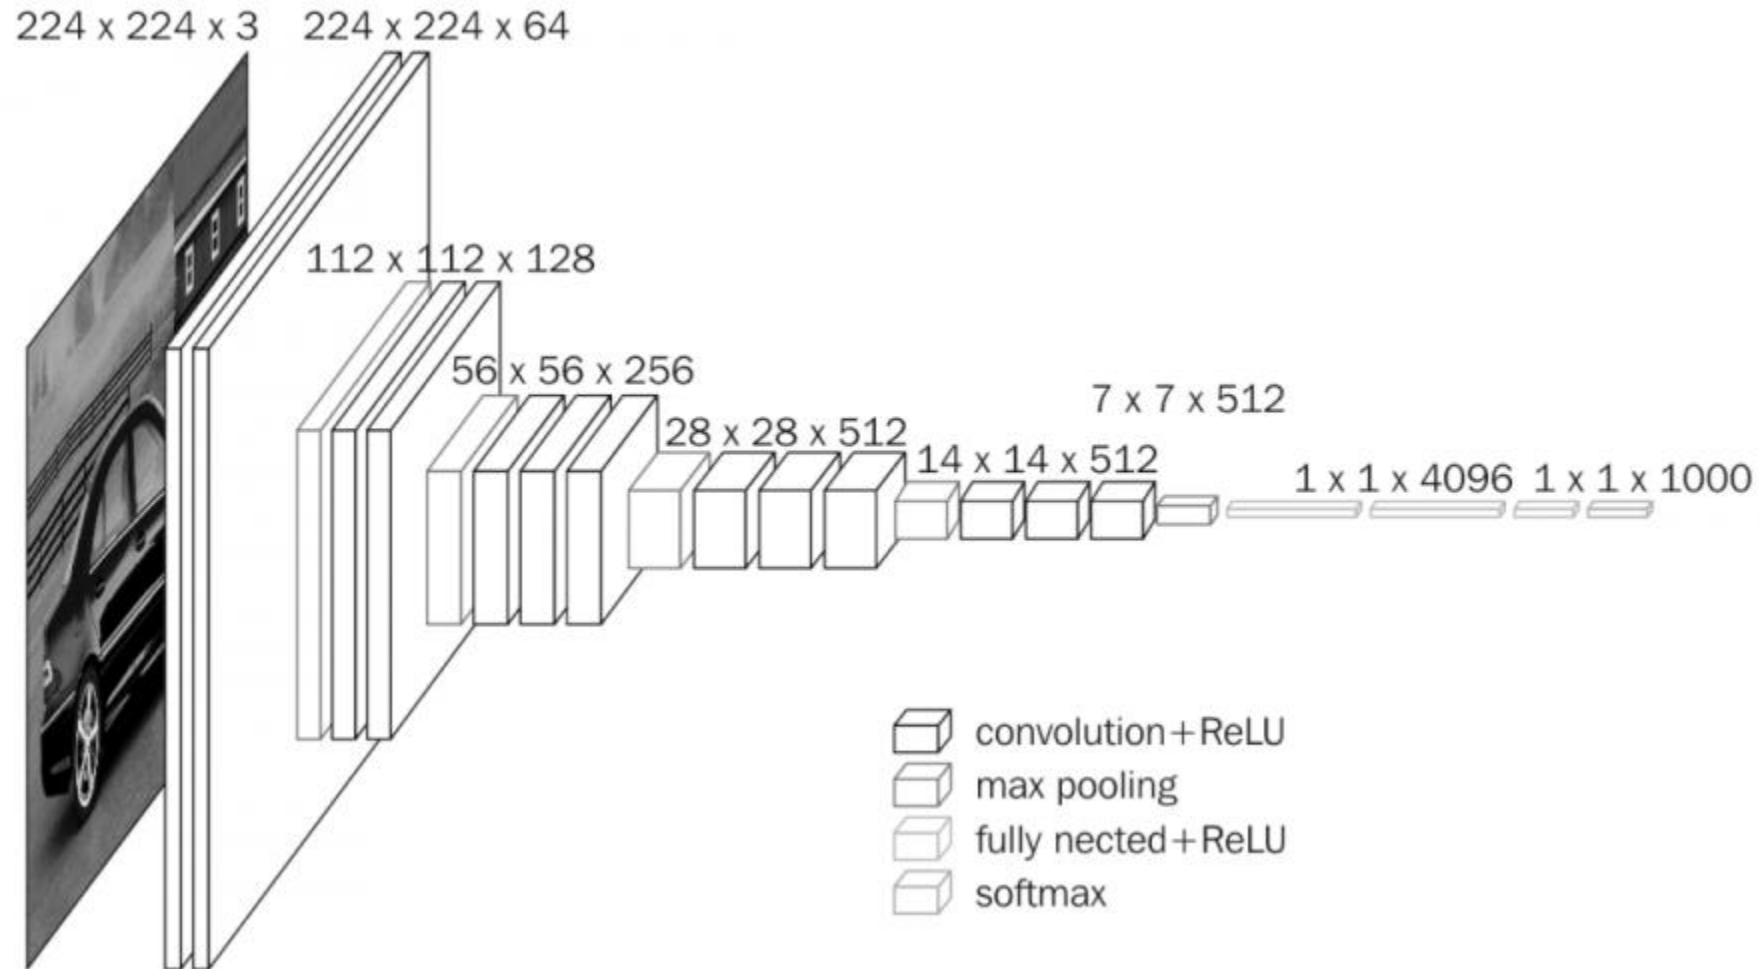 224 x 224 x 3
224 x 224 x 64
112 x 112 x 128
56 x 56 x 256
28 x 28 x 512
14 x 14 x 512
7 x 7 x 512
1 x 1 x 4096
1 x 1 x 1000
convolution+ReLU
max pooling
fully nected+ReLU
softmax